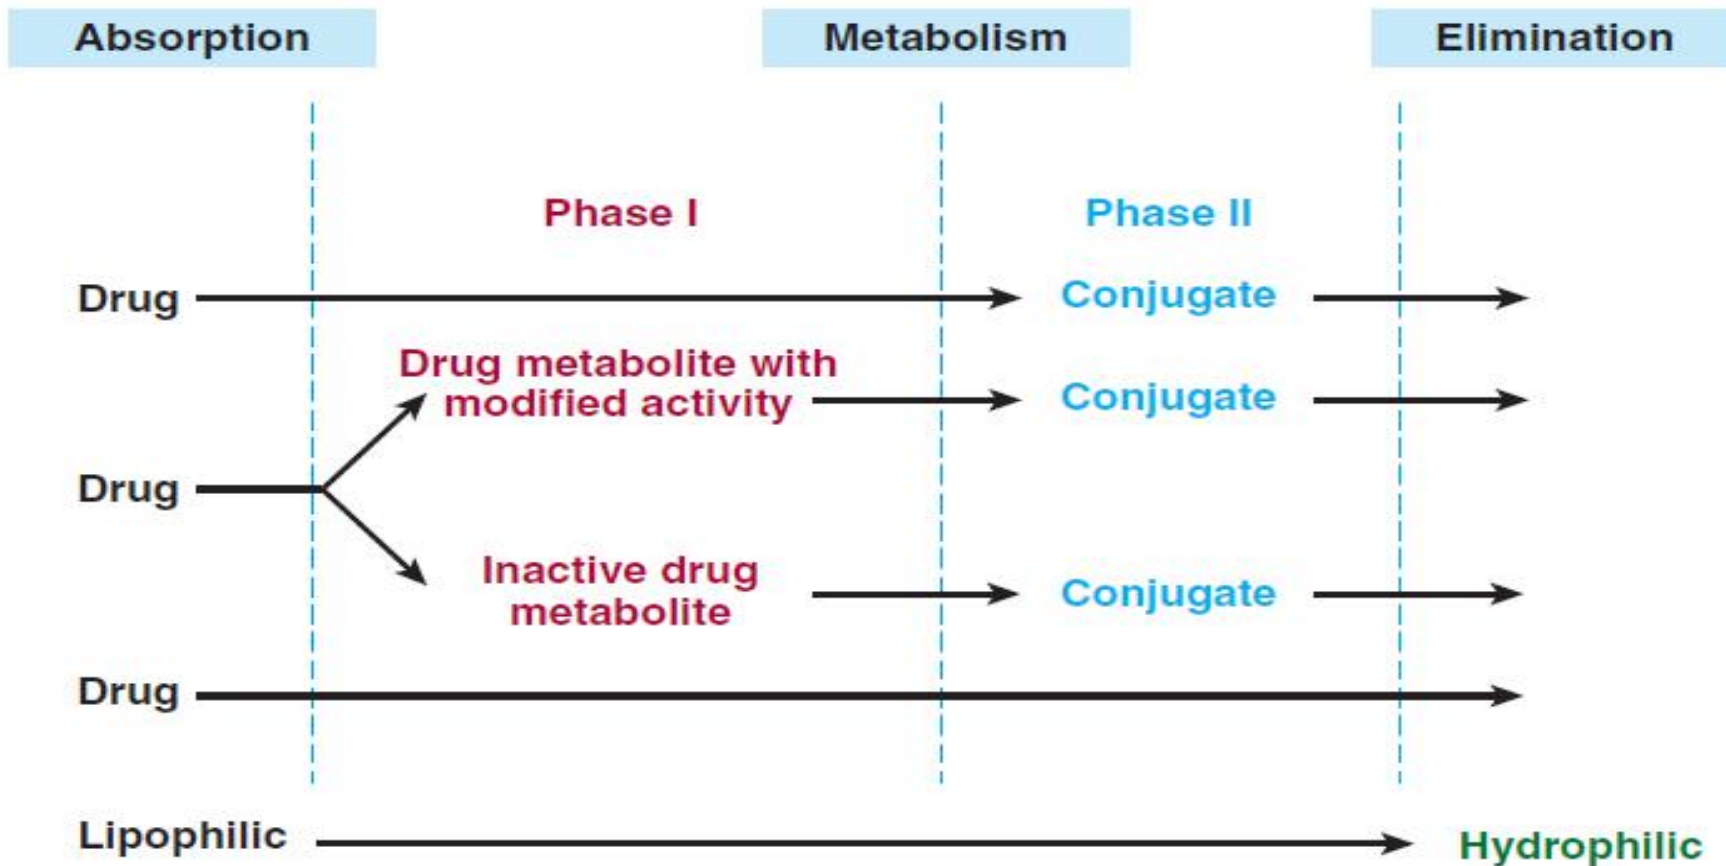 Absorption
Metabolism
Elimination
Phase I
Phase II
Drug
Conjugate
Drug metabolite with
modified activity
Conjugate
Drug
Inactive drug
metabolite
Conjugate
Drug
Lipophilic
Hydrophilic